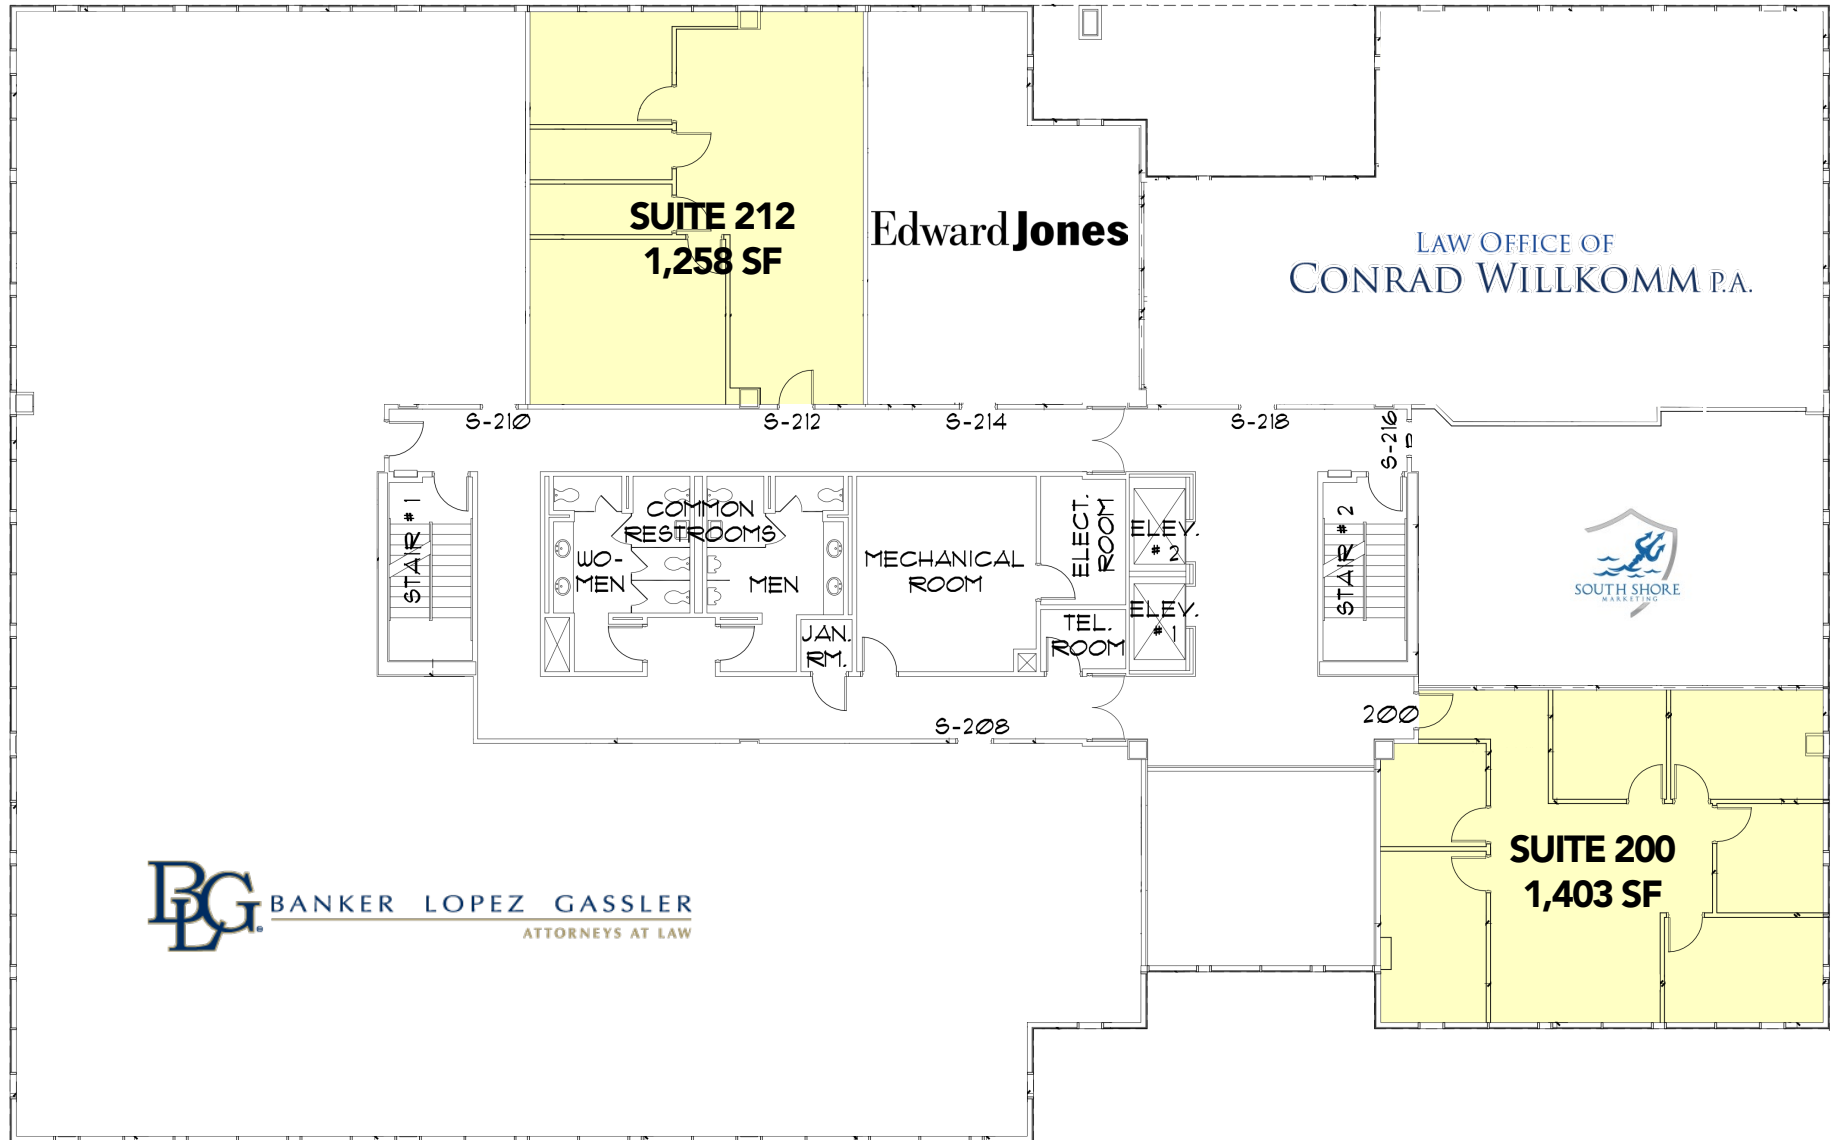 SUITE 212
1,258 SF
Edward Jones
LAW OFFICE OF
CONRAD WILLKOMM P.A.
S-210
S-212
S-214
S-218
S-216
STAIR #1
COMMON
RESTROOMS
WO-
MEN
MEN
JAN.
RM.
MECHANICAL
ROOM
ELECT.
ROOM
TEL.
ROOM
ELEV.
#2
ELEV.
#1
STAIR #2
SOUTH SHORE
MARKETING
S-208
200
SUITE 200
1,403 SF
BLG®
BANKER LOPEZ GASSLER
ATTORNEYS AT LAW